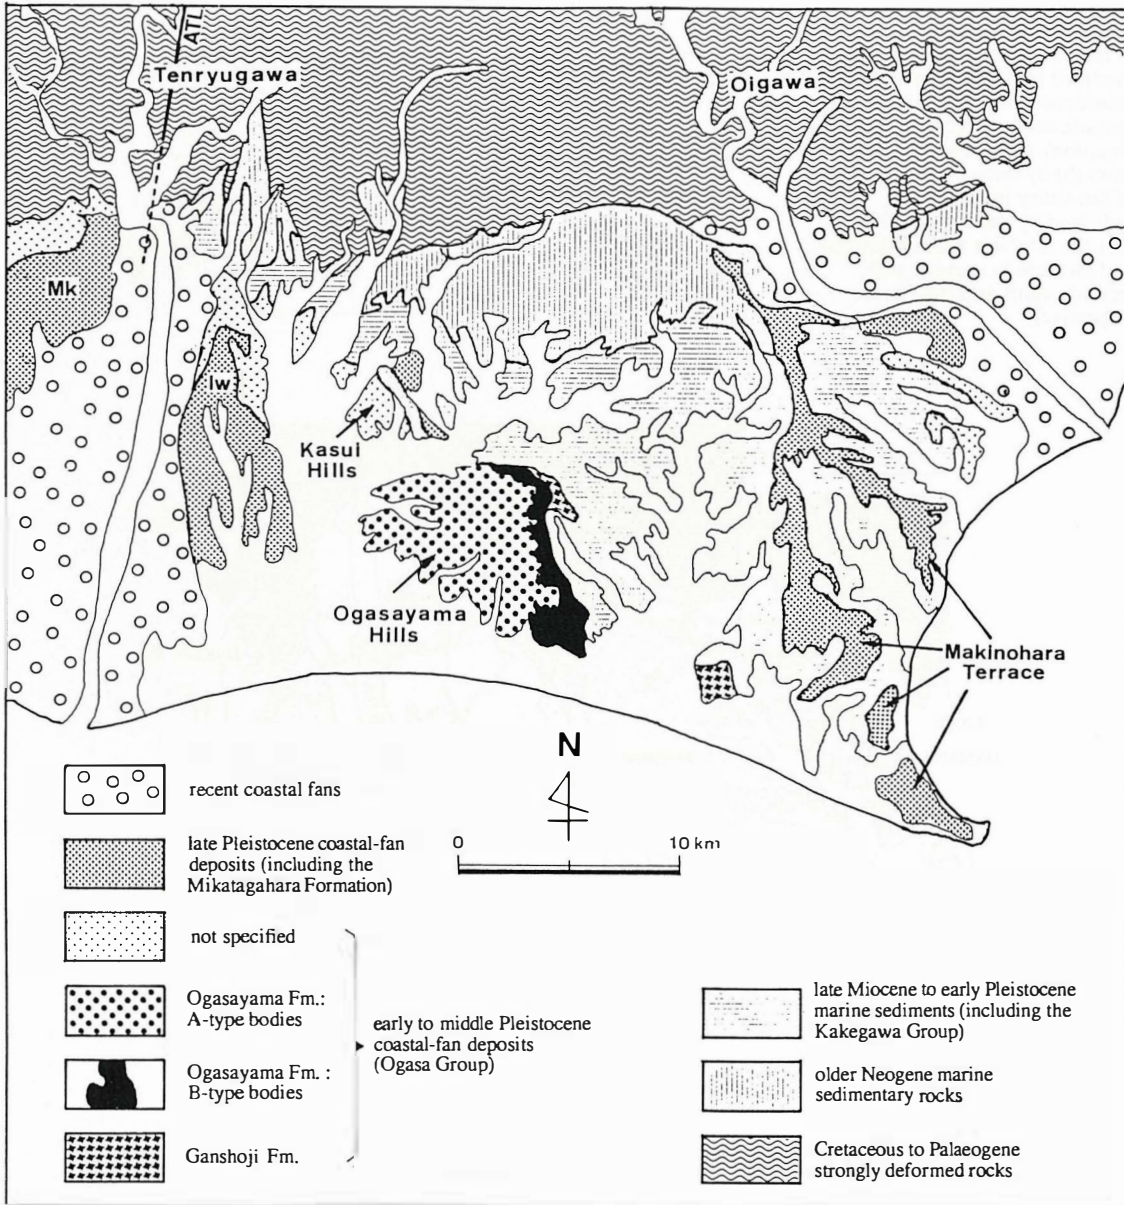 ATL
Tenryugawa
Oigawa
Mk
Iw
Kasui
Hills
Ogasayama
Hills
Makinohara
Terrace
N
0
10 km
recent coastal fans
late Pleistocene coastal-fan
deposits (including the
Mikatagahara Formation)
not specified
Ogasayama Fm.:
A-type bodies
Ogasayama Fm. :
B-type bodies
Ganshoji Fm.
early to middle Pleistocene
coastal-fan deposits
(Ogasa Group)
late Miocene to early Pleistocene
marine sediments (including the
Kakegawa Group)
older Neogene marine
sedimentary rocks
Cretaceous to Palaeogene
strongly deformed rocks